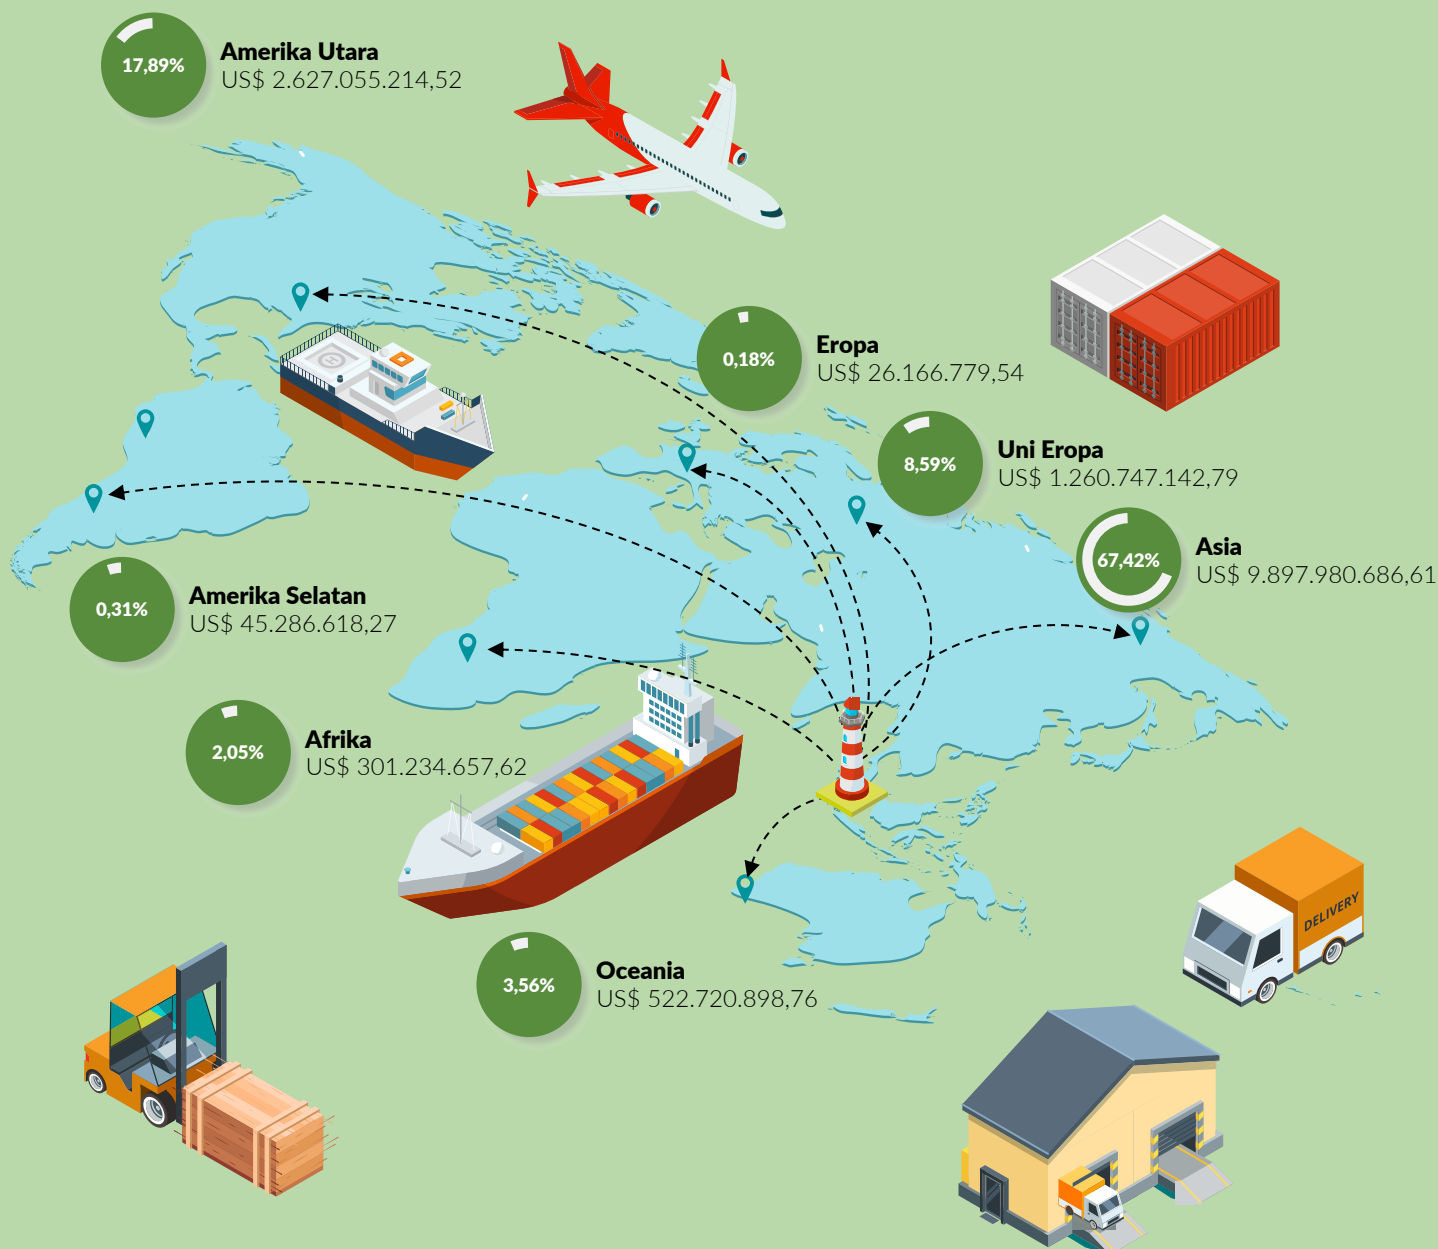 17,89%
Amerika Utara
US$ 2.627.055.214,52
0,18%
Eropa
US$ 26.166.779,54
8,59%
Uni Eropa
US$ 1.260.747.142,79
67,42%
Asia
US$ 9.897.980.686,61
0,31%
Amerika Selatan
US$ 45.286.618,27
2,05%
Afrika
US$ 301.234.657,62
3,56%
Oceania
US$ 522.720.898,76
DELIVERY
H